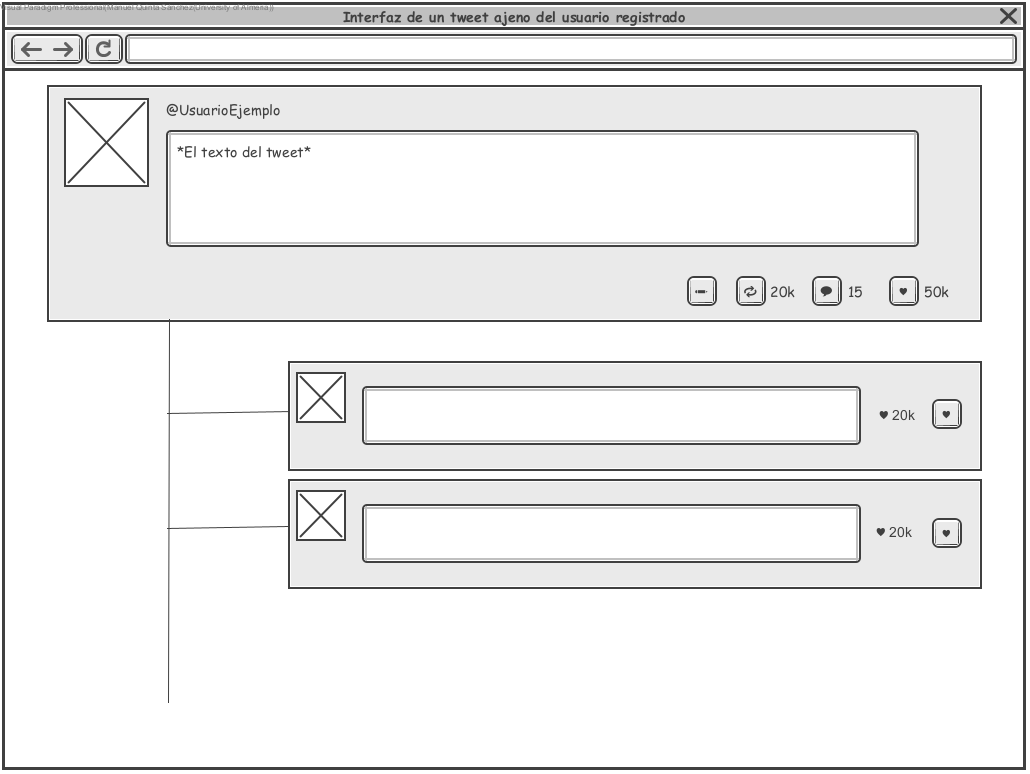 Visual Paradigm Professional(Manuel Quinta Sanchez(University of Almeria))
Interfaz de un tweet ajeno del usuario registrado
@UsuarioEjemplo
*El texto del tweet*
20k 15 50k
20k
20k